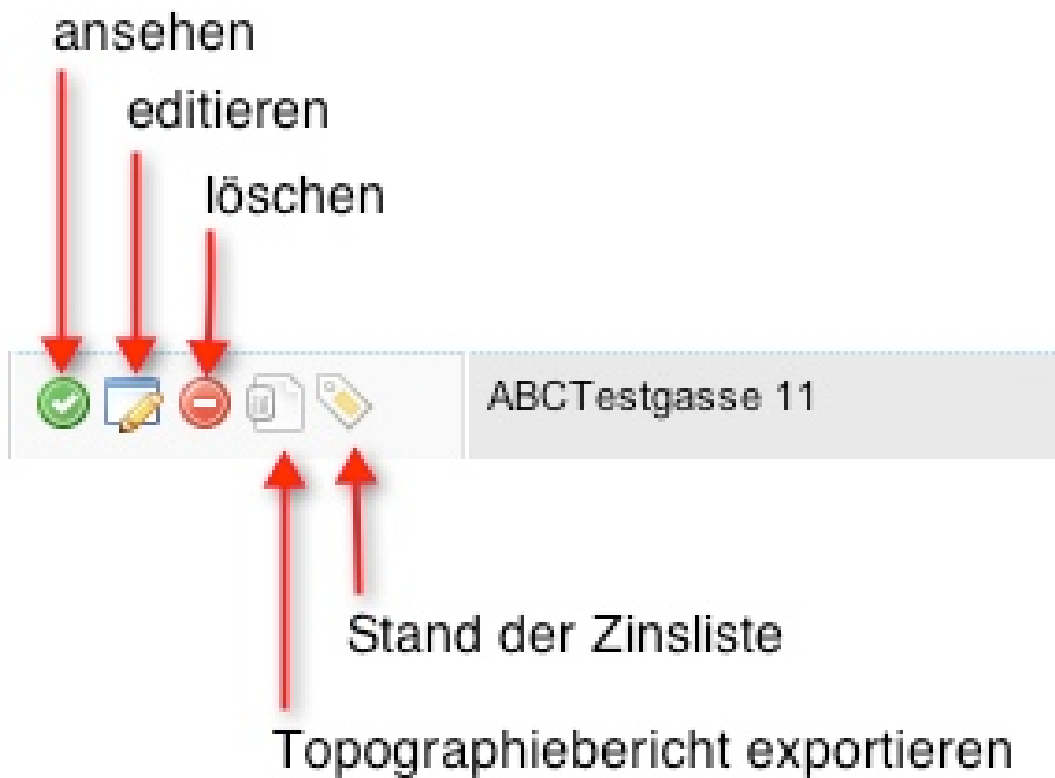 ansehen
editieren
löschen
ABCTestgasse 11
Stand der Zinsliste
Topographiebericht exportieren